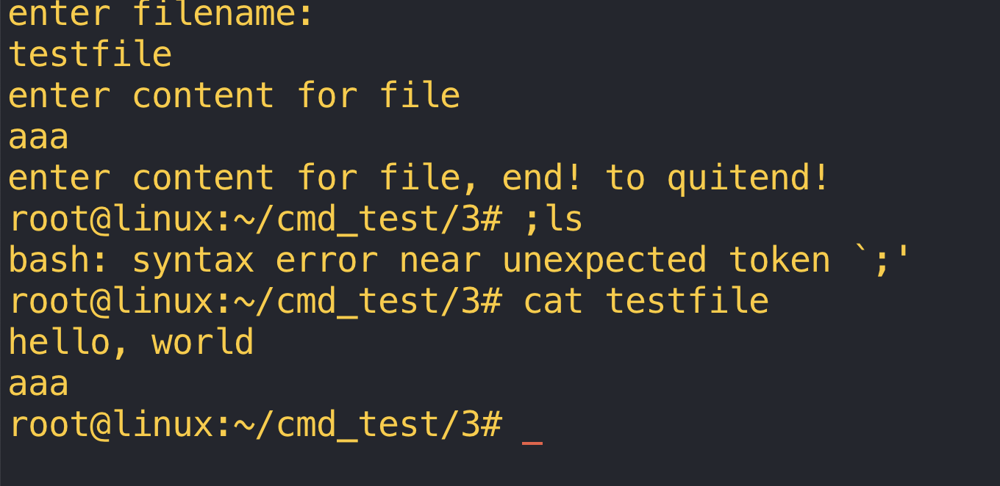 enter filename:
testfile
enter content for file
aaa
enter content for file, end! to quitend!
root@linux:~/cmd_test/3# ;ls
bash: syntax error near unexpected token `;'
root@linux:~/cmd_test/3# cat testfile
hello, world
aaa
root@linux:~/cmd_test/3# _